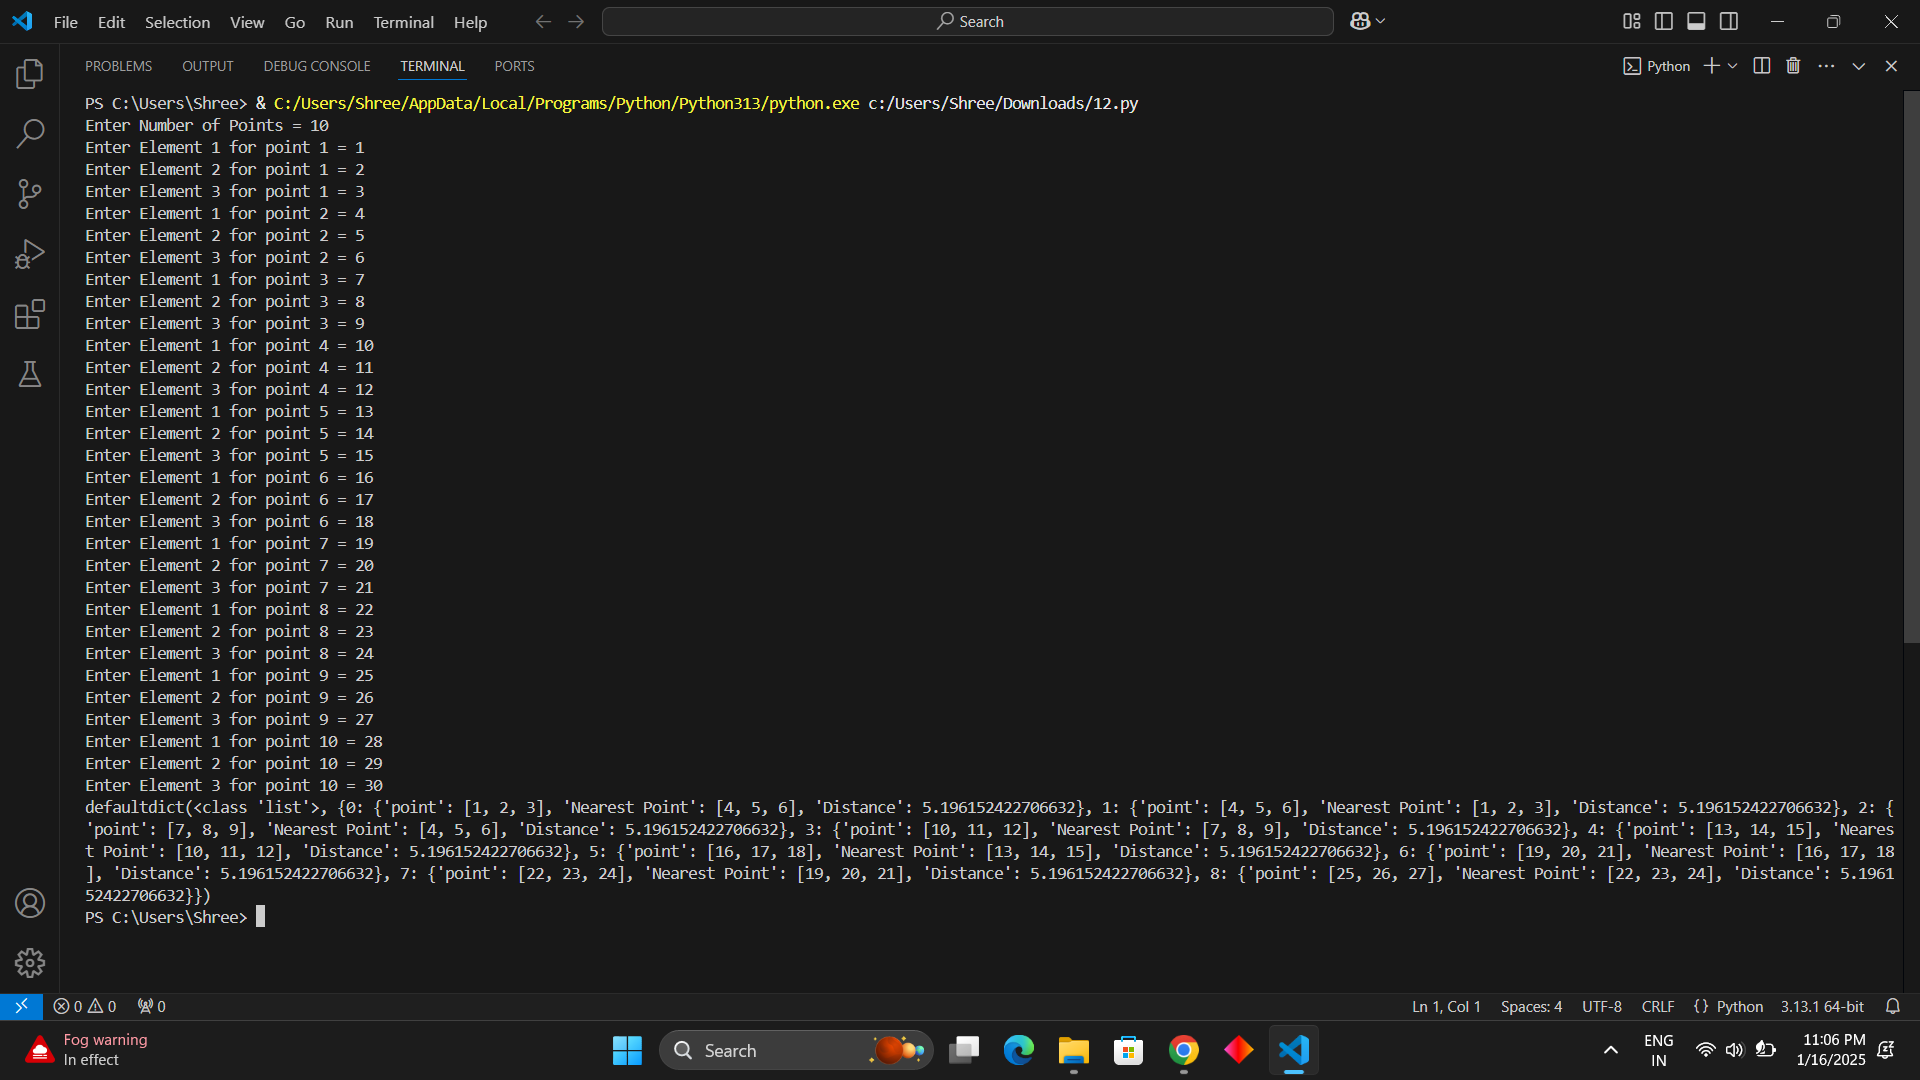 File Edit Selection View Go Run Terminal Help
Search
PROBLEMS OUTPUT DEBUG CONSOLE TERMINAL PORTS
Python
PS C:\Users\Shree> & C:/Users/Shree/AppData/Local/Programs/Python/Python313/python.exe c:/Users/Shree/Downloads/12.py
Enter Number of Points = 10
Enter Element 1 for point 1 = 1
Enter Element 2 for point 1 = 2
Enter Element 3 for point 1 = 3
Enter Element 1 for point 2 = 4
Enter Element 2 for point 2 = 5
Enter Element 3 for point 2 = 6
Enter Element 1 for point 3 = 7
Enter Element 2 for point 3 = 8
Enter Element 3 for point 3 = 9
Enter Element 1 for point 4 = 10
Enter Element 2 for point 4 = 11
Enter Element 3 for point 4 = 12
Enter Element 1 for point 5 = 13
Enter Element 2 for point 5 = 14
Enter Element 3 for point 5 = 15
Enter Element 1 for point 6 = 16
Enter Element 2 for point 6 = 17
Enter Element 3 for point 6 = 18
Enter Element 1 for point 7 = 19
Enter Element 2 for point 7 = 20
Enter Element 3 for point 7 = 21
Enter Element 1 for point 8 = 22
Enter Element 2 for point 8 = 23
Enter Element 3 for point 8 = 24
Enter Element 1 for point 9 = 25
Enter Element 2 for point 9 = 26
Enter Element 3 for point 9 = 27
Enter Element 1 for point 10 = 28
Enter Element 2 for point 10 = 29
Enter Element 3 for point 10 = 30
defaultdict(<class 'list'>, {0: {'point': [1, 2, 3], 'Nearest Point': [4, 5, 6], 'Distance': 5.196152422706632}, 1: {'point': [4, 5, 6], 'Nearest Point': [1, 2, 3], 'Distance': 5.196152422706632}, 2: {
'point': [7, 8, 9], 'Nearest Point': [4, 5, 6], 'Distance': 5.196152422706632}, 3: {'point': [10, 11, 12], 'Nearest Point': [7, 8, 9], 'Distance': 5.196152422706632}, 4: {'point': [13, 14, 15], 'Neares
t Point': [10, 11, 12], 'Distance': 5.196152422706632}, 5: {'point': [16, 17, 18], 'Nearest Point': [13, 14, 15], 'Distance': 5.196152422706632}, 6: {'point': [19, 20, 21], 'Nearest Point': [16, 17, 18
], 'Distance': 5.196152422706632}, 7: {'point': [22, 23, 24], 'Nearest Point': [19, 20, 21], 'Distance': 5.196152422706632}, 8: {'point': [25, 26, 27], 'Nearest Point': [22, 23, 24], 'Distance': 5.1961
52422706632}})
PS C:\Users\Shree>
0 0 0
Ln 1, Col 1 Spaces: 4 UTF-8 CRLF {} Python 3.13.1 64-bit
Fog warning
In effect
Search
ENG
IN
11:06 PM
1/16/2025